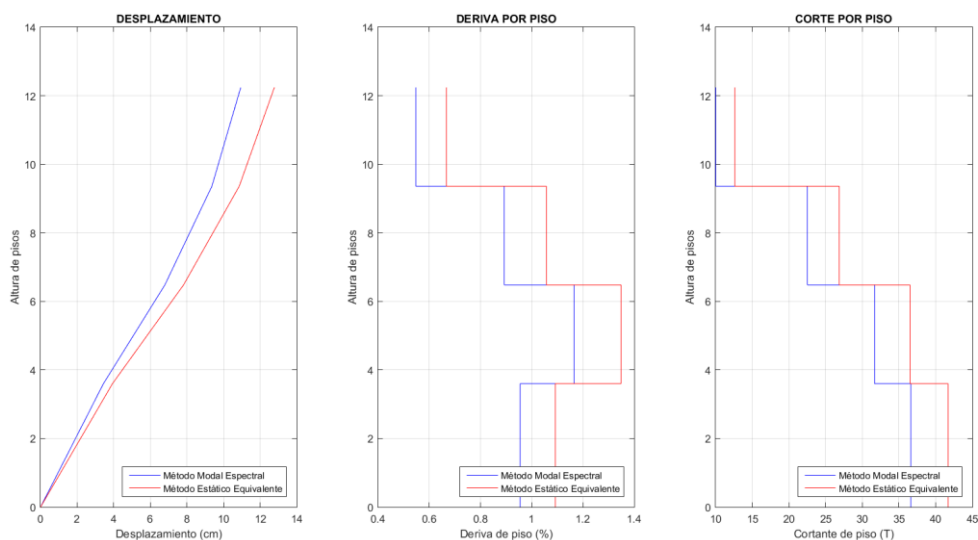 DESPLAZAMIENTO
14
12
10
8
6
4
2
0
Altura de pisos
0 2 4 6 8 10 12 14
Desplazamiento (cm)
Método Modal Espectral
Método Estático Equivalente
DERIVA POR PISO
14
12
10
8
6
4
2
0
Altura de pisos
0.4 0.6 0.8 1 1.2 1.4
Deriva de piso (%)
Método Modal Espectral
Método Estático Equivalente
CORTE POR PISO
14
12
10
8
6
4
2
0
Altura de pisos
10 15 20 25 30 35 40 45
Cortante de piso (T)
Método Modal Espectral
Método Estático Equivalente